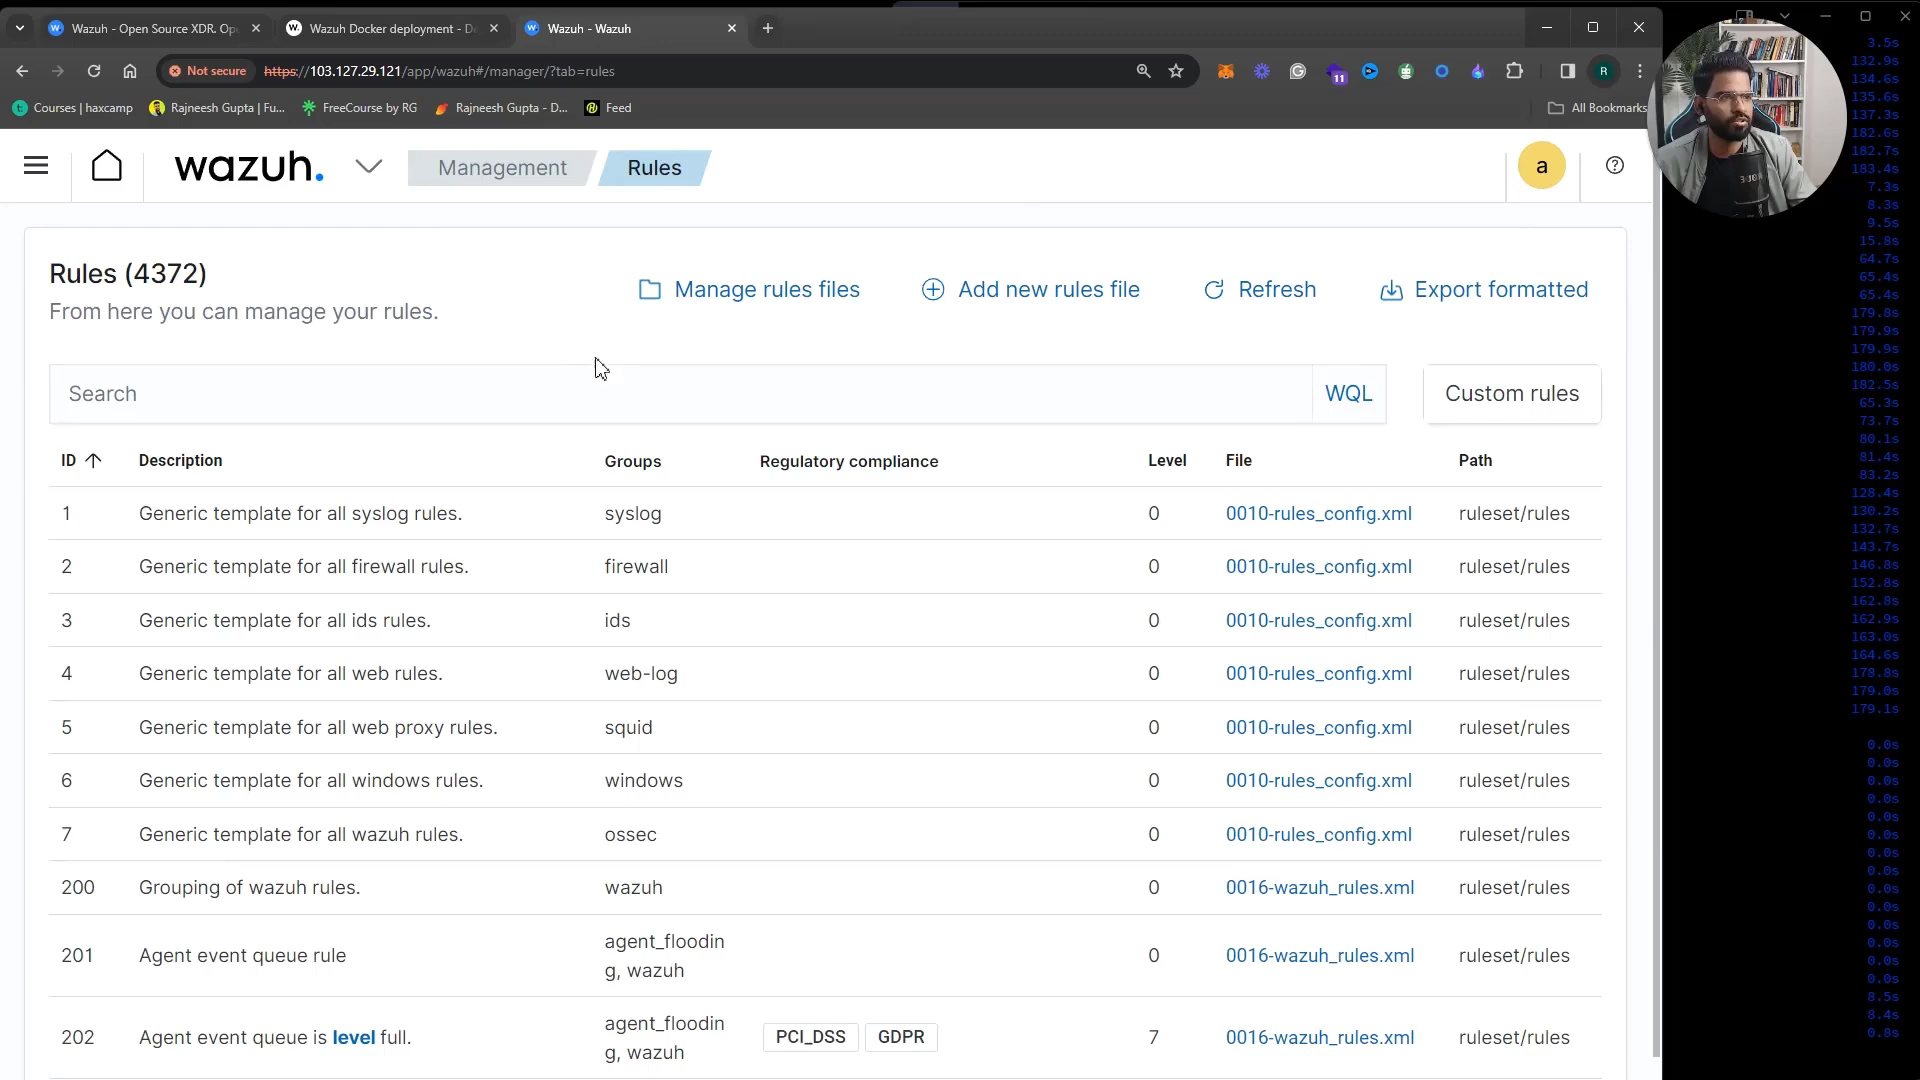 Wazuh - Open Source XDR. Op
Wazuh Docker deployment - D
Wazuh - Wazuh
Not secure
https://103.127.29.121/app/wazuh#/manager/?tab=rules
11
R
Courses | haxcamp
Rajneesh Gupta | Fu...
FreeCourse by RG
Rajneesh Gupta - D...
Feed
All Bookmarks
wazuh.
Management
Rules
a
Rules (4372)
From here you can manage your rules.
Manage rules files
Add new rules file
Refresh
Export formatted
Search
WQL
Custom rules
ID Description Groups Regulatory compliance Level File Path
1 Generic template for all syslog rules. syslog 0 0010-rules_config.xml ruleset/rules
2 Generic template for all firewall rules. firewall 0 0010-rules_config.xml ruleset/rules
3 Generic template for all ids rules. ids 0 0010-rules_config.xml ruleset/rules
4 Generic template for all web rules. web-log 0 0010-rules_config.xml ruleset/rules
5 Generic template for all web proxy rules. squid 0 0010-rules_config.xml ruleset/rules
6 Generic template for all windows rules. windows 0 0010-rules_config.xml ruleset/rules
7 Generic template for all wazuh rules. ossec 0 0010-rules_config.xml ruleset/rules
200 Grouping of wazuh rules. wazuh 0 0016-wazuh_rules.xml ruleset/rules
201 Agent event queue rule agent_floodin
g, wazuh 0 0016-wazuh_rules.xml ruleset/rules
202 Agent event queue is level full. agent_floodin
g, wazuh PCI_DSS GDPR 7 0016-wazuh_rules.xml ruleset/rules
3.5s
132.9s
134.6s
135.6s
137.3s
182.6s
182.7s
183.4s
7.3s
8.3s
9.5s
15.8s
64.7s
65.4s
65.4s
179.8s
179.9s
179.9s
180.0s
182.5s
65.3s
73.7s
80.1s
81.4s
83.2s
128.4s
130.2s
132.7s
143.7s
146.8s
152.8s
162.8s
162.9s
163.0s
164.6s
178.8s
179.0s
179.1s
0.0s
0.0s
0.0s
0.0s
0.0s
0.0s
0.0s
0.0s
0.0s
0.0s
0.0s
0.0s
0.0s
0.0s
8.5s
8.4s
0.8s